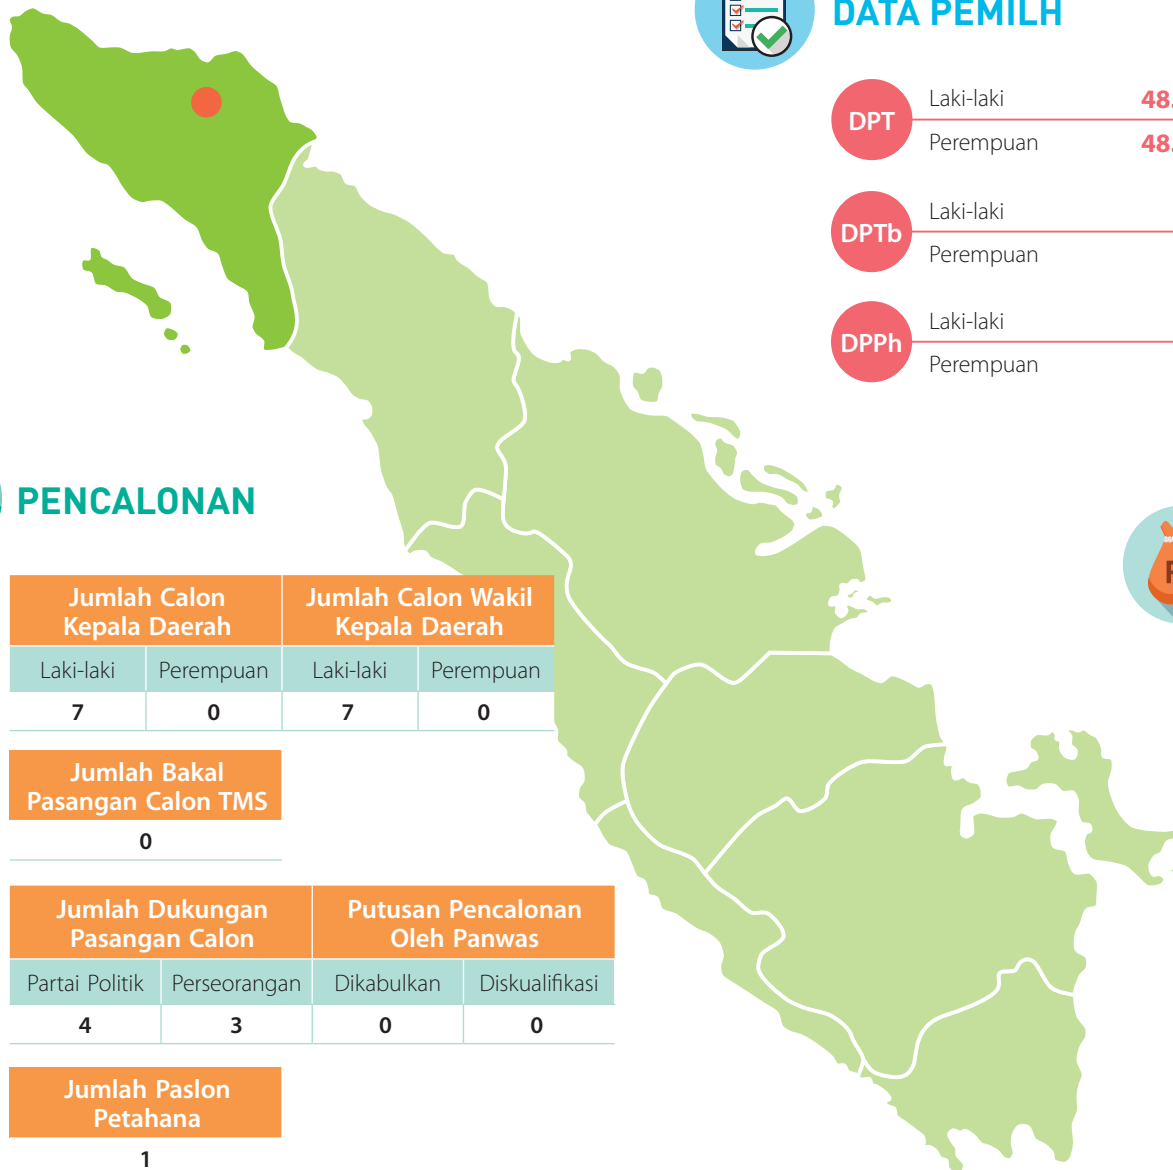 DATA PEMILH
DPT
Laki-laki 48.
Perempuan 48.
DPTb
Laki-laki
Perempuan
DPPh
Laki-laki
Perempuan
PENCALONAN
Jumlah Calon Kepala Daerah
Jumlah Calon Wakil Kepala Daerah
Laki-laki Perempuan Laki-laki Perempuan
7 0 7 0
Jumlah Bakal
Pasangan Calon TMS
0
Jumlah Dukungan Pasangan Calon
Putusan Pencalonan Oleh Panwas
Partai Politik Perseorangan Dikabulkan Diskualifikasi
4 3 0 0
Jumlah Paslon
Petahana
1